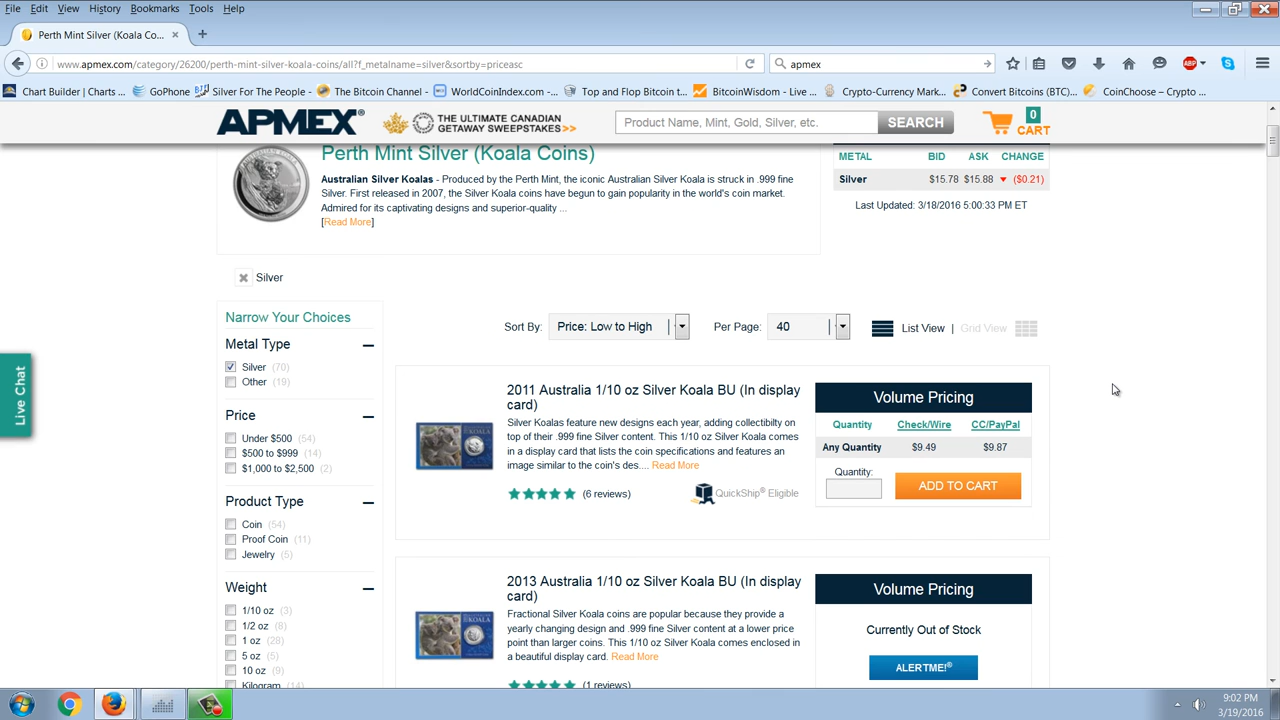 File Edit View History Bookmarks Tools Help
Perth Mint Silver (Koala Co...
www.apmex.com/category/26200/perth-mint-silver-koala-coins/all?f_metalname=silver&sortby=priceasc
apmex
ABP
Chart Builder | Charts ... GoPhone Silver For The People - The Bitcoin Channel WorldCoinIndex.com -... Top and Flop Bitcoin t... BitcoinWisdom - Live ... Crypto-Currency Mark... Convert Bitcoins (BTC)... CoinChoose – Crypto ...
APMEX®
THE ULTIMATE CANADIAN
GETAWAY SWEEPSTAKES>>
Product Name, Mint, Gold, Silver, etc.
SEARCH
0
CART
Perth Mint Silver (Koala Coins)
Australian Silver Koalas - Produced by the Perth Mint, the iconic Australian Silver Koala is struck in .999 fine
Silver. First released in 2007, the Silver Koala coins have begun to gain popularity in the world's coin market.
Admired for its captivating designs and superior-quality ...
[Read More]
METAL BID ASK CHANGE
Silver $15.78 $15.88 ($0.21)
Last Updated: 3/18/2016 5:00:33 PM ET
Silver
Live Chat
Narrow Your Choices
Metal Type
Silver (70)
Other (19)
Price
Under $500 (54)
$500 to $999 (14)
$1,000 to $2,500 (2)
Product Type
Coin (54)
Proof Coin (11)
Jewelry (5)
Weight
1/10 oz (3)
1/2 oz (8)
1 oz (28)
5 oz (5)
10 oz (9)
Kilogram (14)
Sort By: Price: Low to High
Per Page: 40
List View | Grid View
2011 Australia 1/10 oz Silver Koala BU (In display
card)
Silver Koalas feature new designs each year, adding collectibilty on
top of their .999 fine Silver content. This 1/10 oz Silver Koala comes
in a display card that lists the coin specifications and features an
image similar to the coin's des.... Read More
(6 reviews)
QuickShip® Eligible
Volume Pricing
Quantity Check/Wire CC/PayPal
Any Quantity $9.49 $9.87
Quantity:
ADD TO CART
2013 Australia 1/10 oz Silver Koala BU (In display
card)
Fractional Silver Koala coins are popular because they provide a
yearly changing design and .999 fine Silver content at a lower price
point than larger coins. This 1/10 oz Silver Koala comes enclosed in
a beautiful display card. Read More
(1 reviews)
Volume Pricing
Currently Out of Stock
ALERTME!®
9:02 PM
3/19/2016